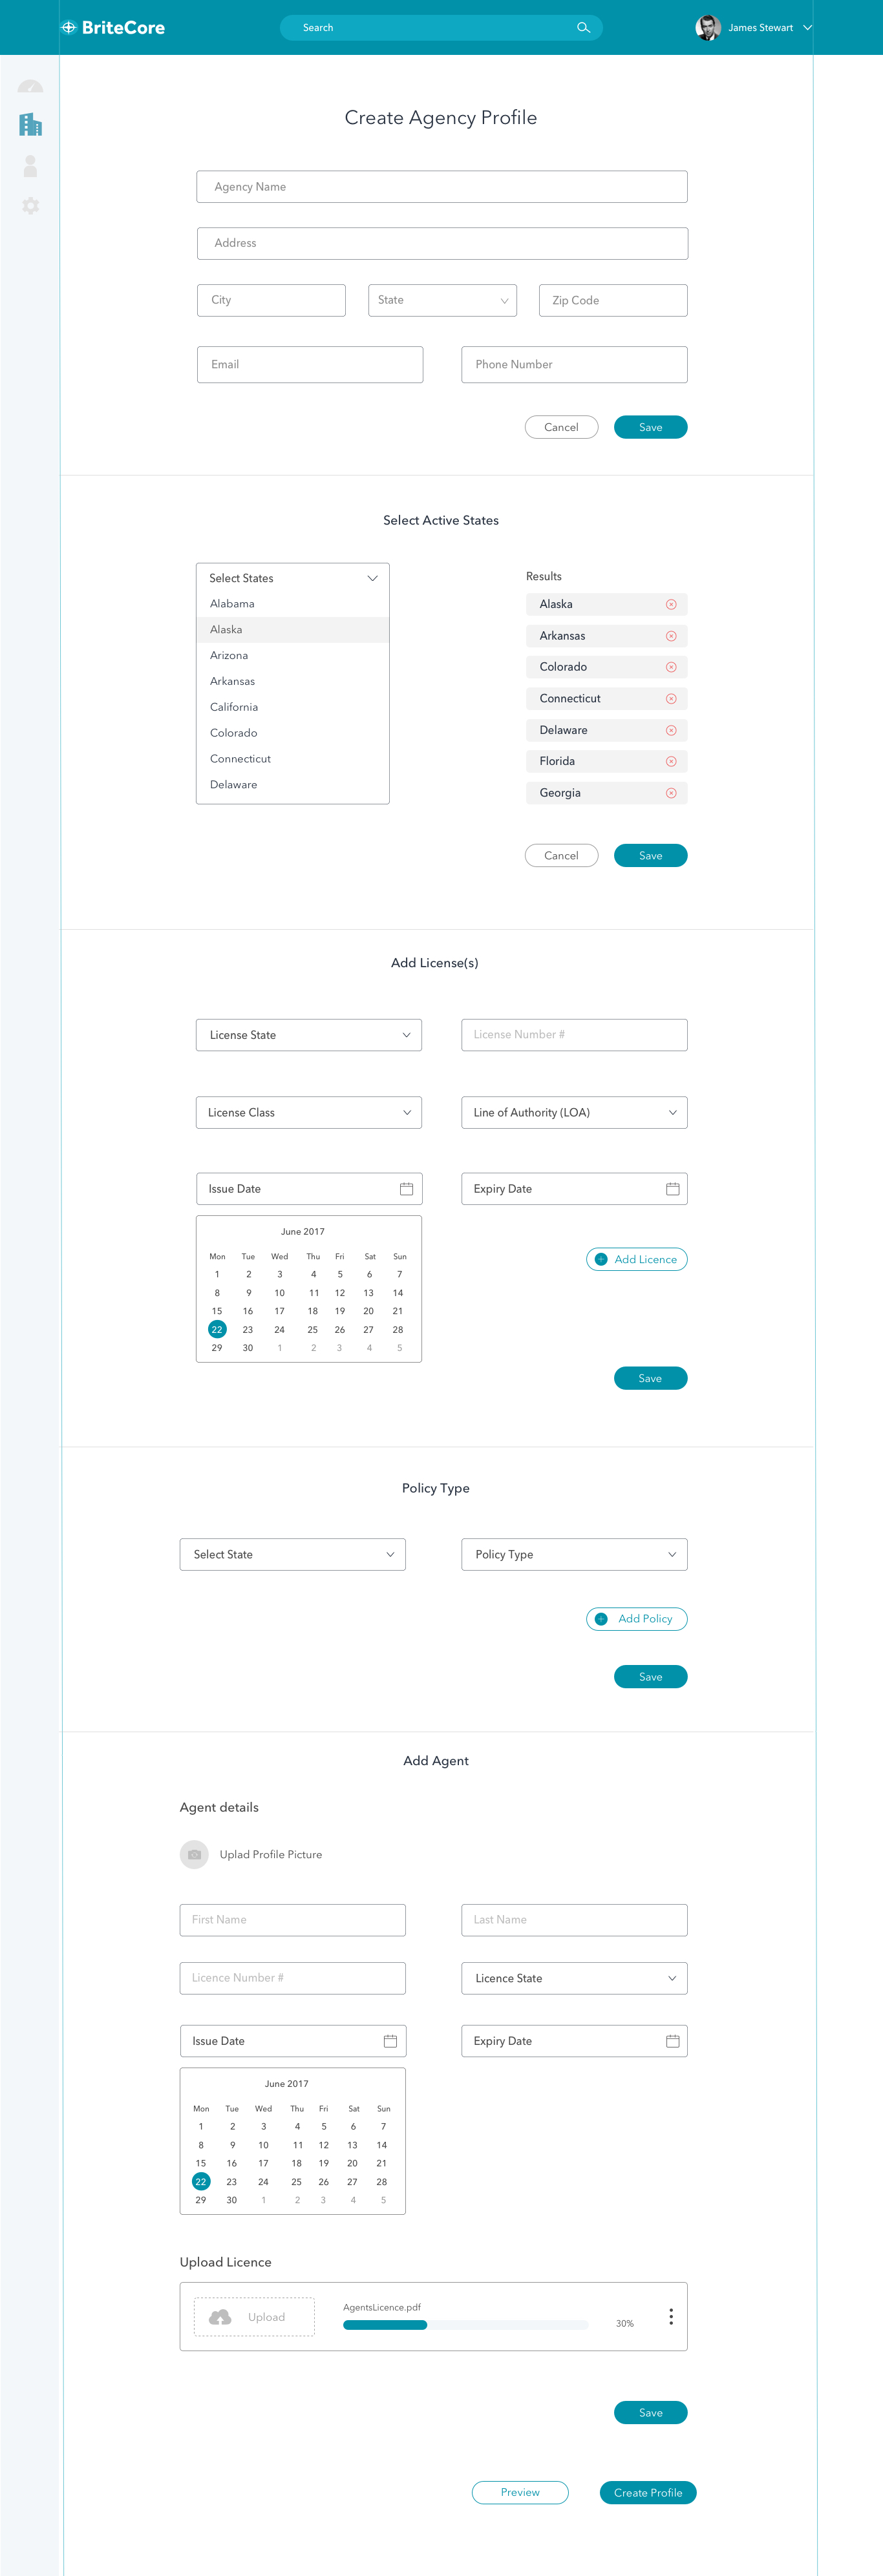 BriteCore
Search
James Stewart
Create Agency Profile
Agency Name
Address
City State Zip Code
Email Phone Number
Cancel Save
Select Active States
Select States
Alabama
Alaska
Arizona
Arkansas
California
Colorado
Connecticut
Delaware
Results
Alaska
Arkansas
Colorado
Connecticut
Delaware
Florida
Georgia
Cancel Save
Add License(s)
License State License Number #
License Class Line of Authority (LOA)
Issue Date Expiry Date
June 2017
Mon Tue Wed Thu Fri Sat Sun
1 2 3 4 5 6 7
8 9 10 11 12 13 14
15 16 17 18 19 20 21
22 23 24 25 26 27 28
29 30 1 2 3 4 5
Add Licence
Save
Policy Type
Select State Policy Type
Add Policy
Save
Add Agent
Agent details
Uplad Profile Picture
First Name Last Name
Licence Number # Licence State
Issue Date Expiry Date
June 2017
Mon Tue Wed Thu Fri Sat Sun
1 2 3 4 5 6 7
8 9 10 11 12 13 14
15 16 17 18 19 20 21
22 23 24 25 26 27 28
29 30 1 2 3 4 5
Upload Licence
Upload
AgentsLicence.pdf
30%
Save
Preview Create Profile